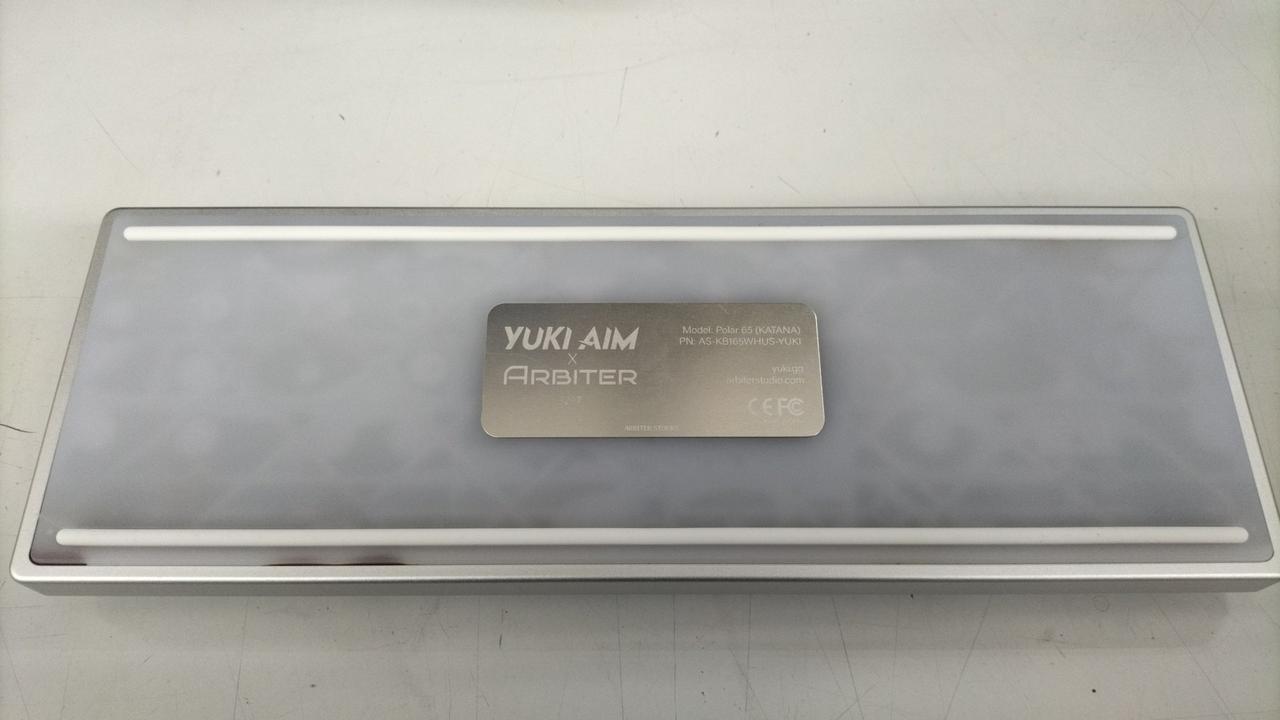 YUKI AIM
X
ARBITER
Model: Polar 65 (KATANA)
PN: AS-KB165WHUS-YUKI
yuki.gg
arbiterstudio.com
CE FC
ARBITER STUDIO